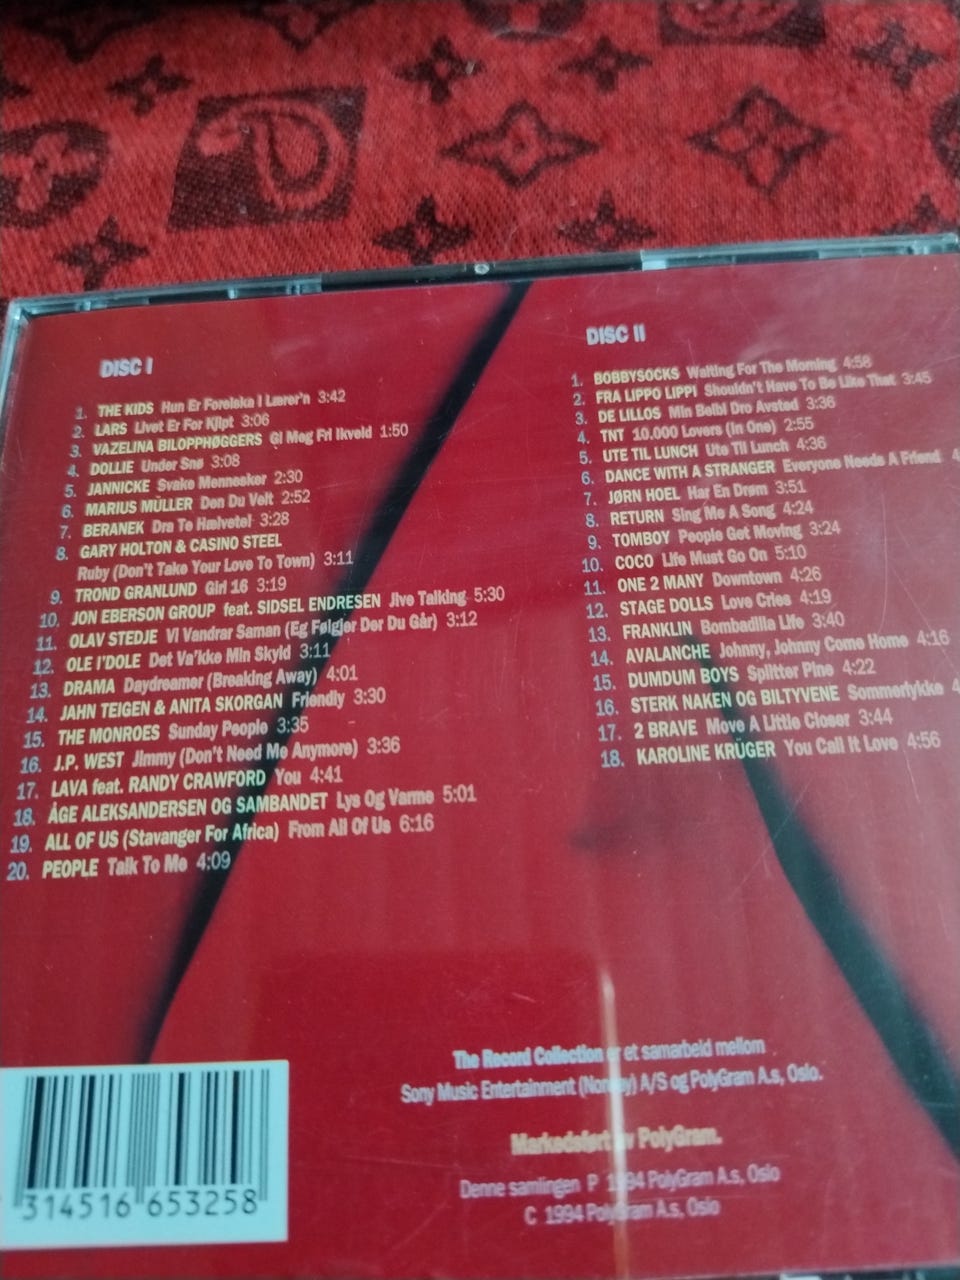 DISC I
1. THE KIDS Hun Er Forelska I Lærer'n 3:42
2. LARS Livet Er For Kjipt 3:06
3. VAZELINA BILOPPHØGGERS Gi Meg Fri Ikveld 1:50
4. DOLLIE Under Snø 3:08
5. JANNICKE Svake Mennesker 2:30
6. MARIUS MÜLLER Den Du Veit 2:52
7. BERANEK Dra Te Hælvete! 3:28
8. GARY HOLTON & CASINO STEEL
Ruby (Don't Take Your Love To Town) 3:11
9. TROND GRANLUND Girl 16 3:19
10. JON EBERSON GROUP feat. SIDSEL ENDRESEN Jive Talking 5:30
11. OLAV STEDJE Vi Vandrar Saman (Eg Følgjer Der Du Går) 3:12
12. OLE I'DOLE Det Va'kke Min Skyld 3:11
13. DRAMA Daydreamer (Breaking Away) 4:01
14. JAHN TEIGEN & ANITA SKORGAN Friendly 3:30
15. THE MONROES Sunday People 3:35
16. J.P. WEST Jimmy (Don't Need Me Anymore) 3:36
17. LAVA feat. RANDY CRAWFORD You 4:41
18. ÅGE ALEKSANDERSEN OG SAMBANDET Lys Og Varme 5:01
19. ALL OF US (Stavanger For Africa) From All Of Us 6:16
20. PEOPLE Talk To Me 4:09
DISC II
1. BOBBYSOCKS Waiting For The Morning 4:58
2. FRA LIPPO LIPPI Shouldn't Have To Be Like That 3:45
3. DE LILLOS Min Beibi Dro Avsted 3:36
4. TNT 10.000 Lovers (In One) 2:55
5. UTE TIL LUNCH Ute Til Lunch 4:36
6. DANCE WITH A STRANGER Everyone Needs A Friend 4
7. JØRN HOEL Har En Drøm 3:51
8. RETURN Sing Me A Song 4:24
9. TOMBOY People Get Moving 3:24
10. COCO Life Must Go On 5:10
11. ONE 2 MANY Downtown 4:26
12. STAGE DOLLS Love Cries 4:19
13. FRANKLIN Bombadilla Life 3:40
14. AVALANCHE Johnny, Johnny Come Home 4:16
15. DUMDUM BOYS Splitter Pine 4:22
16. STERK NAKEN OG BILTYVENE Sommerlykke 4
17. 2 BRAVE Move A Little Closer 3:44
18. KAROLINE KRÜGER You Call It Love 4:56
The Record Collection er et samarbeid mellom
Sony Music Entertainment (Norway) A/S og PolyGram A.s, Oslo.
Markedsført av PolyGram.
Denne samlingen P 1994 PolyGram A.s, Oslo
C 1994 PolyGram A.s, Oslo
314516 653258